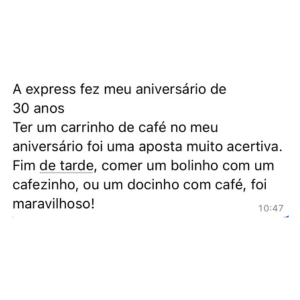 A express fez meu aniversário de
30 anos
Ter um carrinho de café no meu
aniversário foi uma aposta muito acertiva.
Fim de tarde, comer um bolinho com um
cafezinho, ou um docinho com café, foi
maravilhoso!
10:47